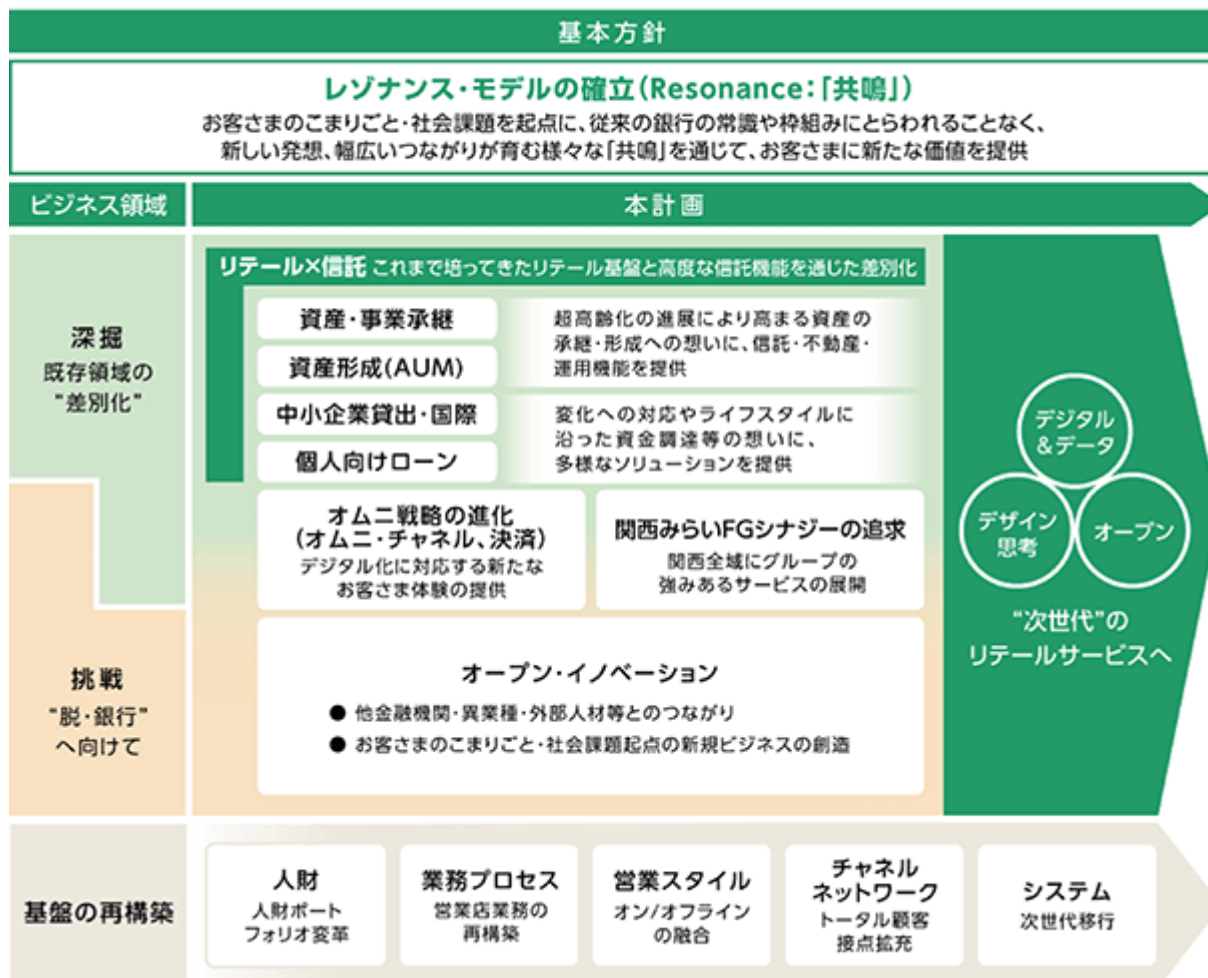 基本方針
レゾナンス・モデルの確立(Resonance:「共鳴」)
お客さまのこまりごと・社会課題を起点に、従来の銀行の常識や枠組みにとらわれることなく、
新しい発想、幅広いつながりが育む様々な「共鳴」を通じて、お客さまに新たな価値を提供
ビジネス領域
本計画
深掘
既存領域の
“差別化”
リテール×信託 これまで培ってきたリテール基盤と高度な信託機能を通じた差別化
資産・事業承継
資産形成(AUM)
超高齢化の進展により高まる資産の
承継・形成への想いに、信託・不動産・
運用機能を提供
中小企業貸出・国際
個人向けローン
変化への対応やライフスタイルに
沿った資金調達等の想いに、
多様なソリューションを提供
オムニ戦略の進化
(オムニ・チャネル、決済)
デジタル化に対応する新たな
お客さま体験の提供
関西みらいFGシナジーの追求
関西全域にグループの
強みあるサービスの展開
挑戦
“脱・銀行”
へ向けて
オープン・イノベーション
● 他金融機関・異業種・外部人材等とのつながり
● お客さまのこまりごと・社会課題起点の新規ビジネスの創造
デジタル
&データ
デザイン
思考
オープン
“次世代”の
リテールサービスへ
基盤の再構築
人財
人財ポート
フォリオ変革
業務プロセス
営業店業務の
再構築
営業スタイル
オン/オフライン
の融合
チャネル
ネットワーク
トータル顧客
接点拡充
システム
次世代移行